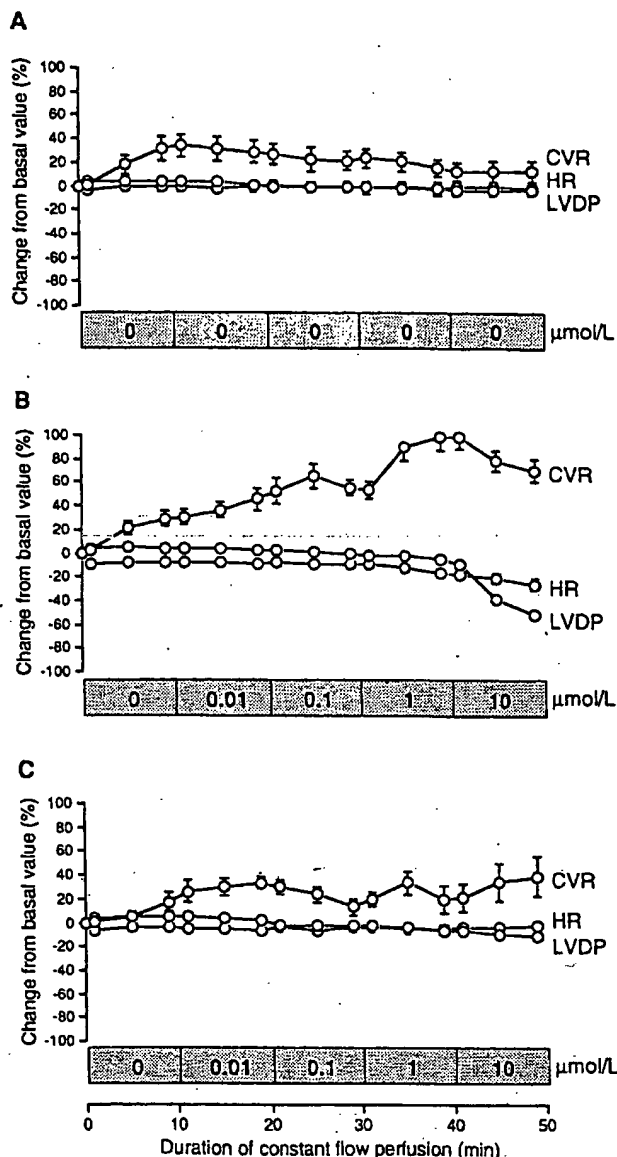 A
Change from basal value (%)
100
80
60
40
20
0
-20
-40
-60
-80
-100
CVR
HR
LVDP
0 0 0 0 0 μmol/L
B
Change from basal value (%)
100
80
60
40
20
0
-20
-40
-60
-80
-100
CVR
HR
LVDP
0 0.01 0.1 1 10 μmol/L
C
Change from basal value (%)
100
80
60
40
20
0
-20
-40
-60
-80
-100
CVR
HR
LVDP
0 0.01 0.1 1 10 μmol/L
0 10 20 30 40 50
Duration of constant flow perfusion (min)